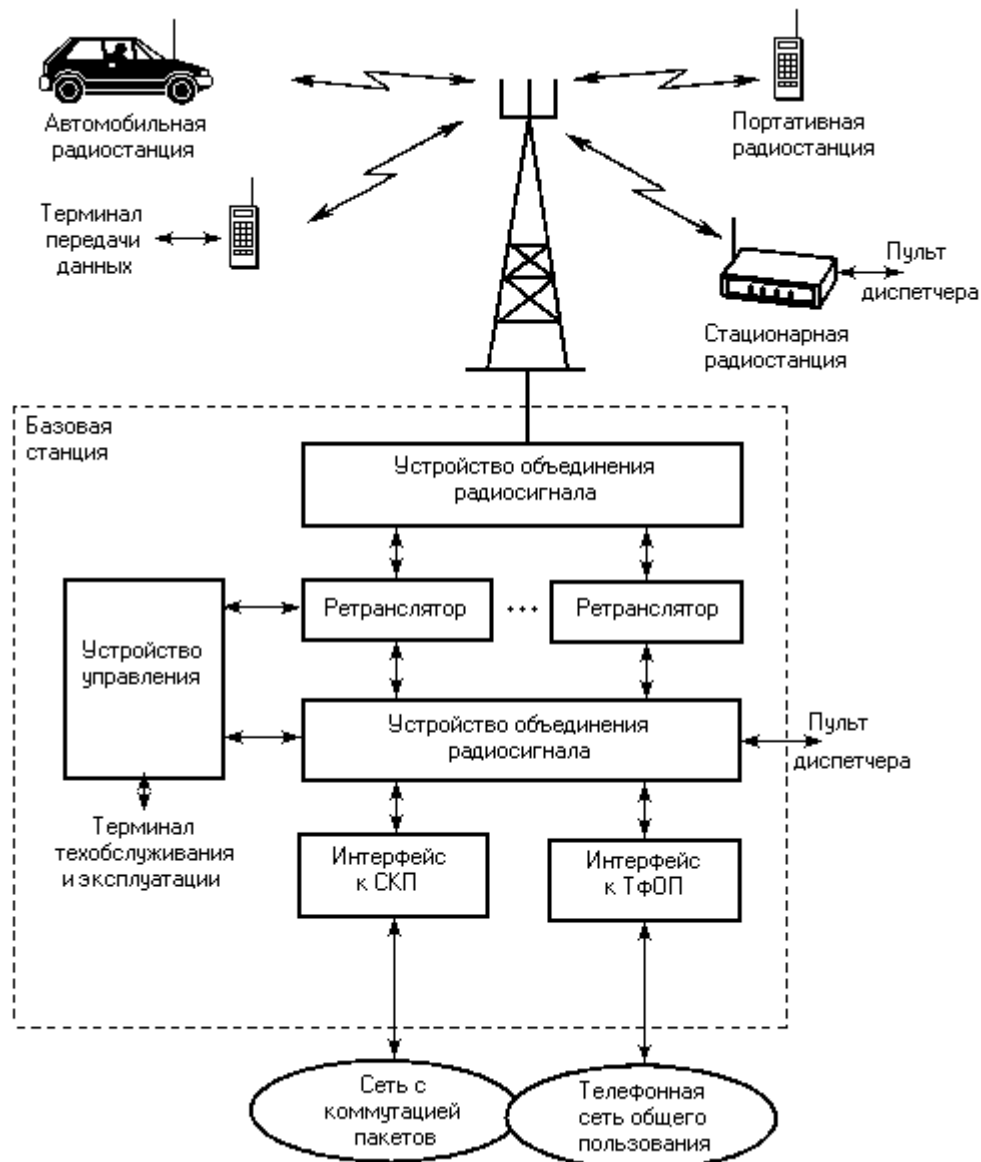 Автомобильная
радиостанция
Портативная
радиостанция
Терминал
передачи
данных
Пульт
диспетчера
Стационарная
радиостанция
Базовая
станция
Устройство объединения
радиосигнала
Ретранслятор
...
Ретранслятор
Устройство
управления
Устройство объединения
радиосигнала
Пульт
диспетчера
Терминал
техобслуживания
и эксплуатации
Интерфейс
к СКП
Интерфейс
к ТфОП
Сеть с
коммутацией
пакетов
Телефонная
сеть общего
пользования